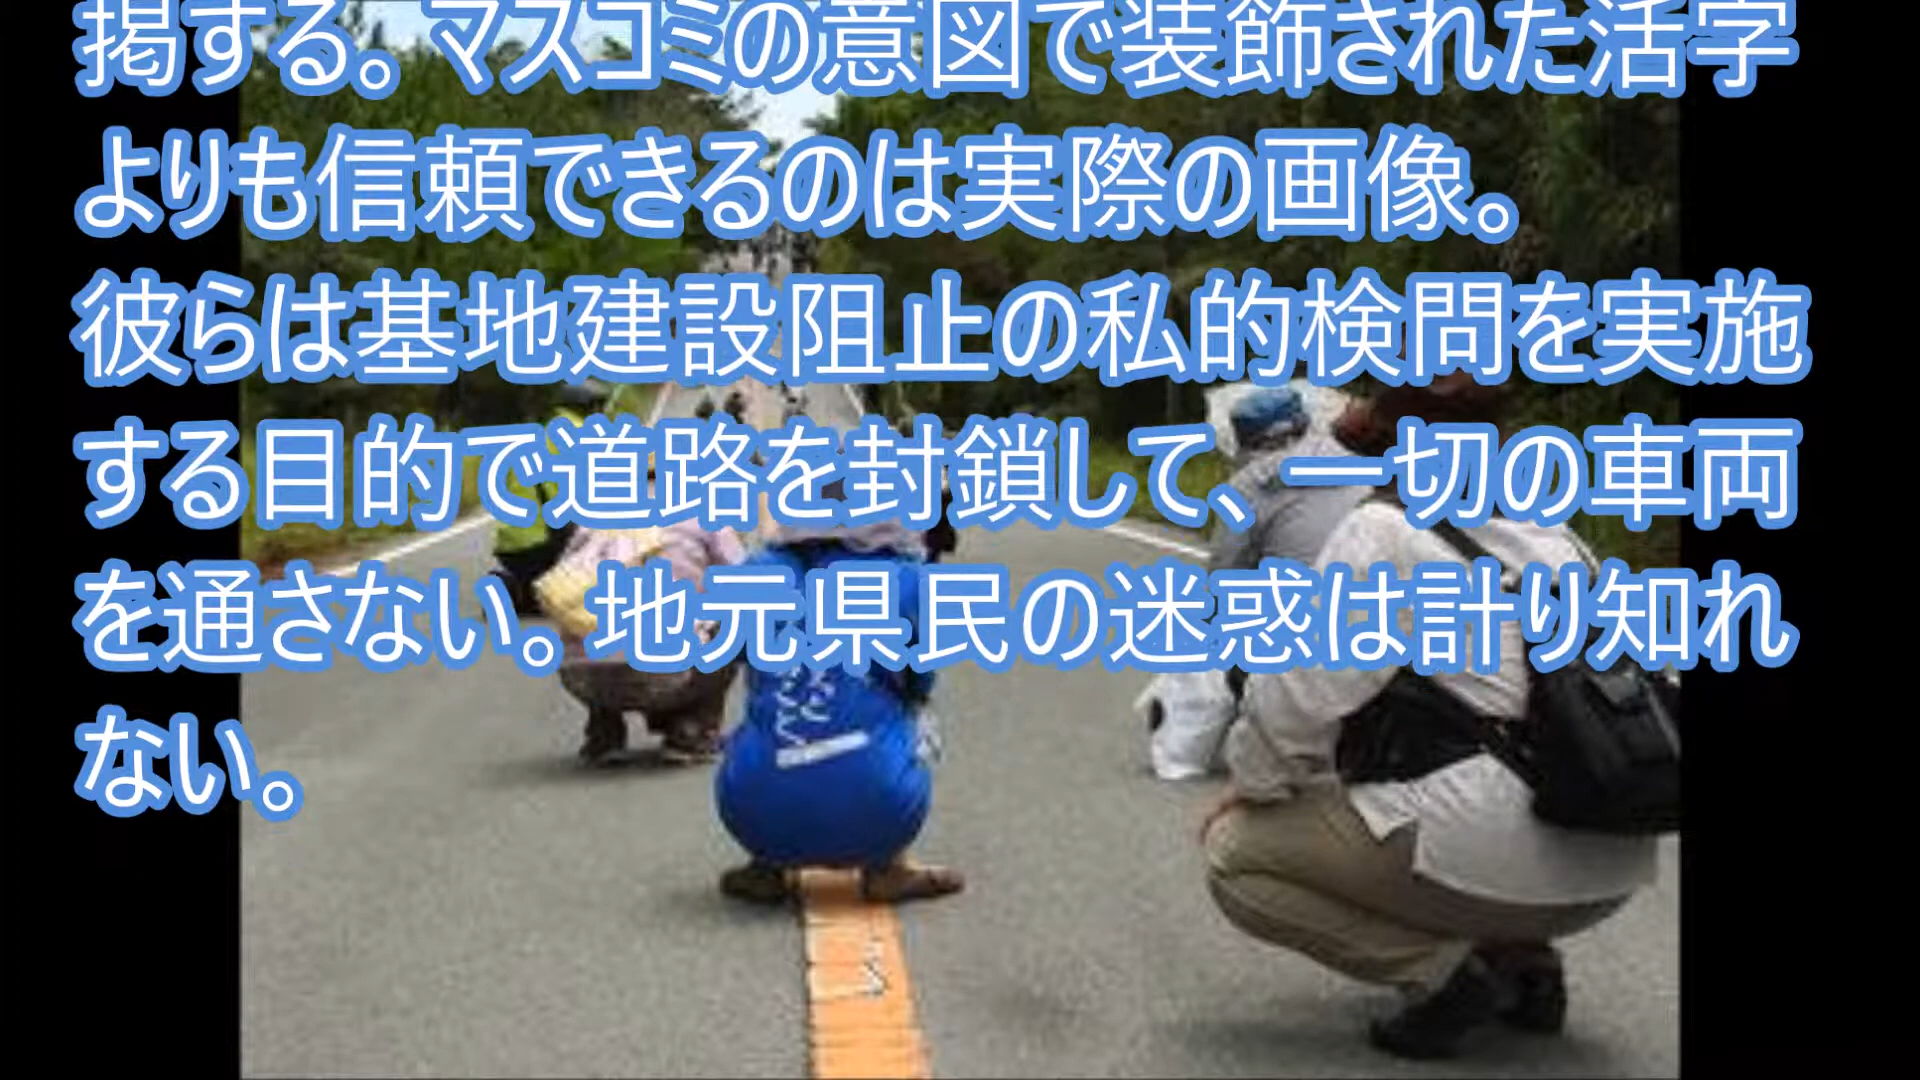 掲する。マスコミの意図で装飾された活字
よりも信頼できるのは実際の画像。
彼らは基地建設阻止の私的検問を実施
する目的で道路を封鎖して、一切の車両
を通さない。地元県民の迷惑は計り知れ
ない。